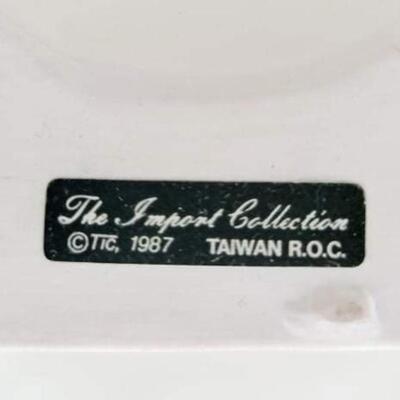 The Import Collection
©TIC, 1987 TAIWAN R.O.C.